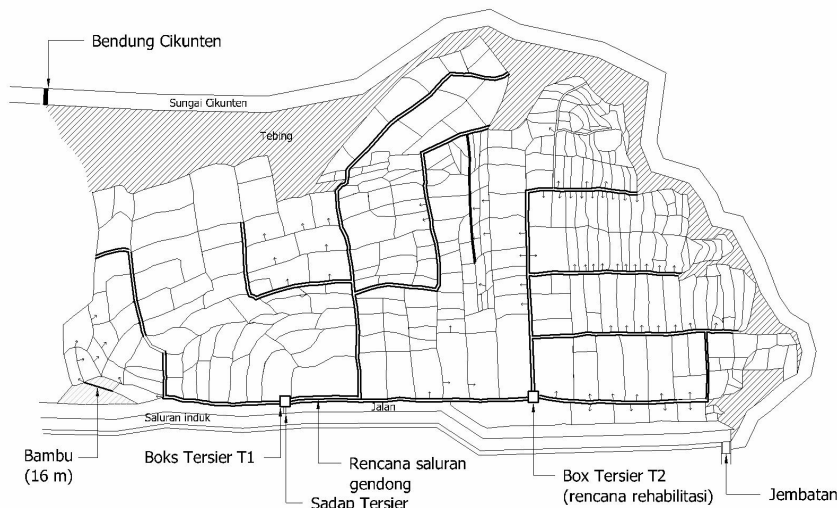 Bendung Cikunten
Sungai Cikunten
Tebing
Saluran induk
Jalan
Bambu
(16 m)
Boks Tersier T1
Sadap Tersier
Rencana saluran
gendong
Box Tersier T2
(rencana rehabilitasi)
Jembatan